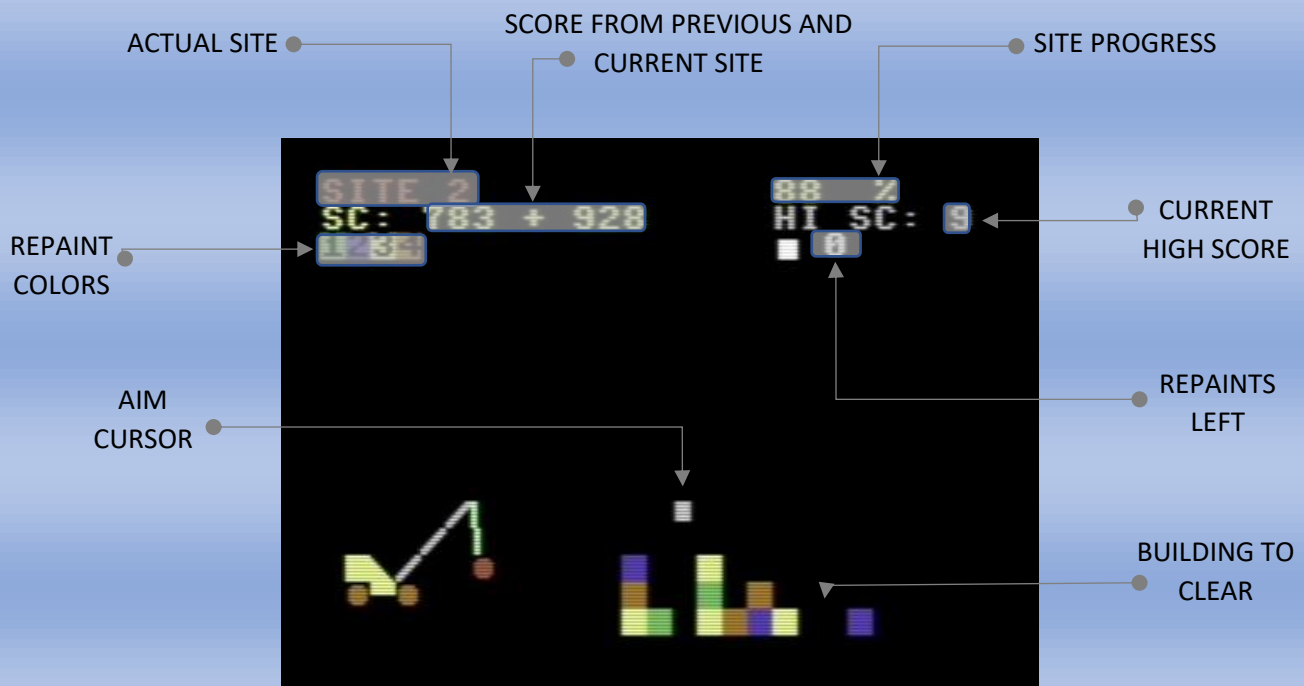 ACTUAL SITE
SCORE FROM PREVIOUS AND
CURRENT SITE
SITE PROGRESS
SITE 2
88 %
SC: 783 + 928
HI SC: 9
1234
0
REPAINT
COLORS
CURRENT
HIGH SCORE
AIM
CURSOR
REPAINTS
LEFT
BUILDING TO
CLEAR